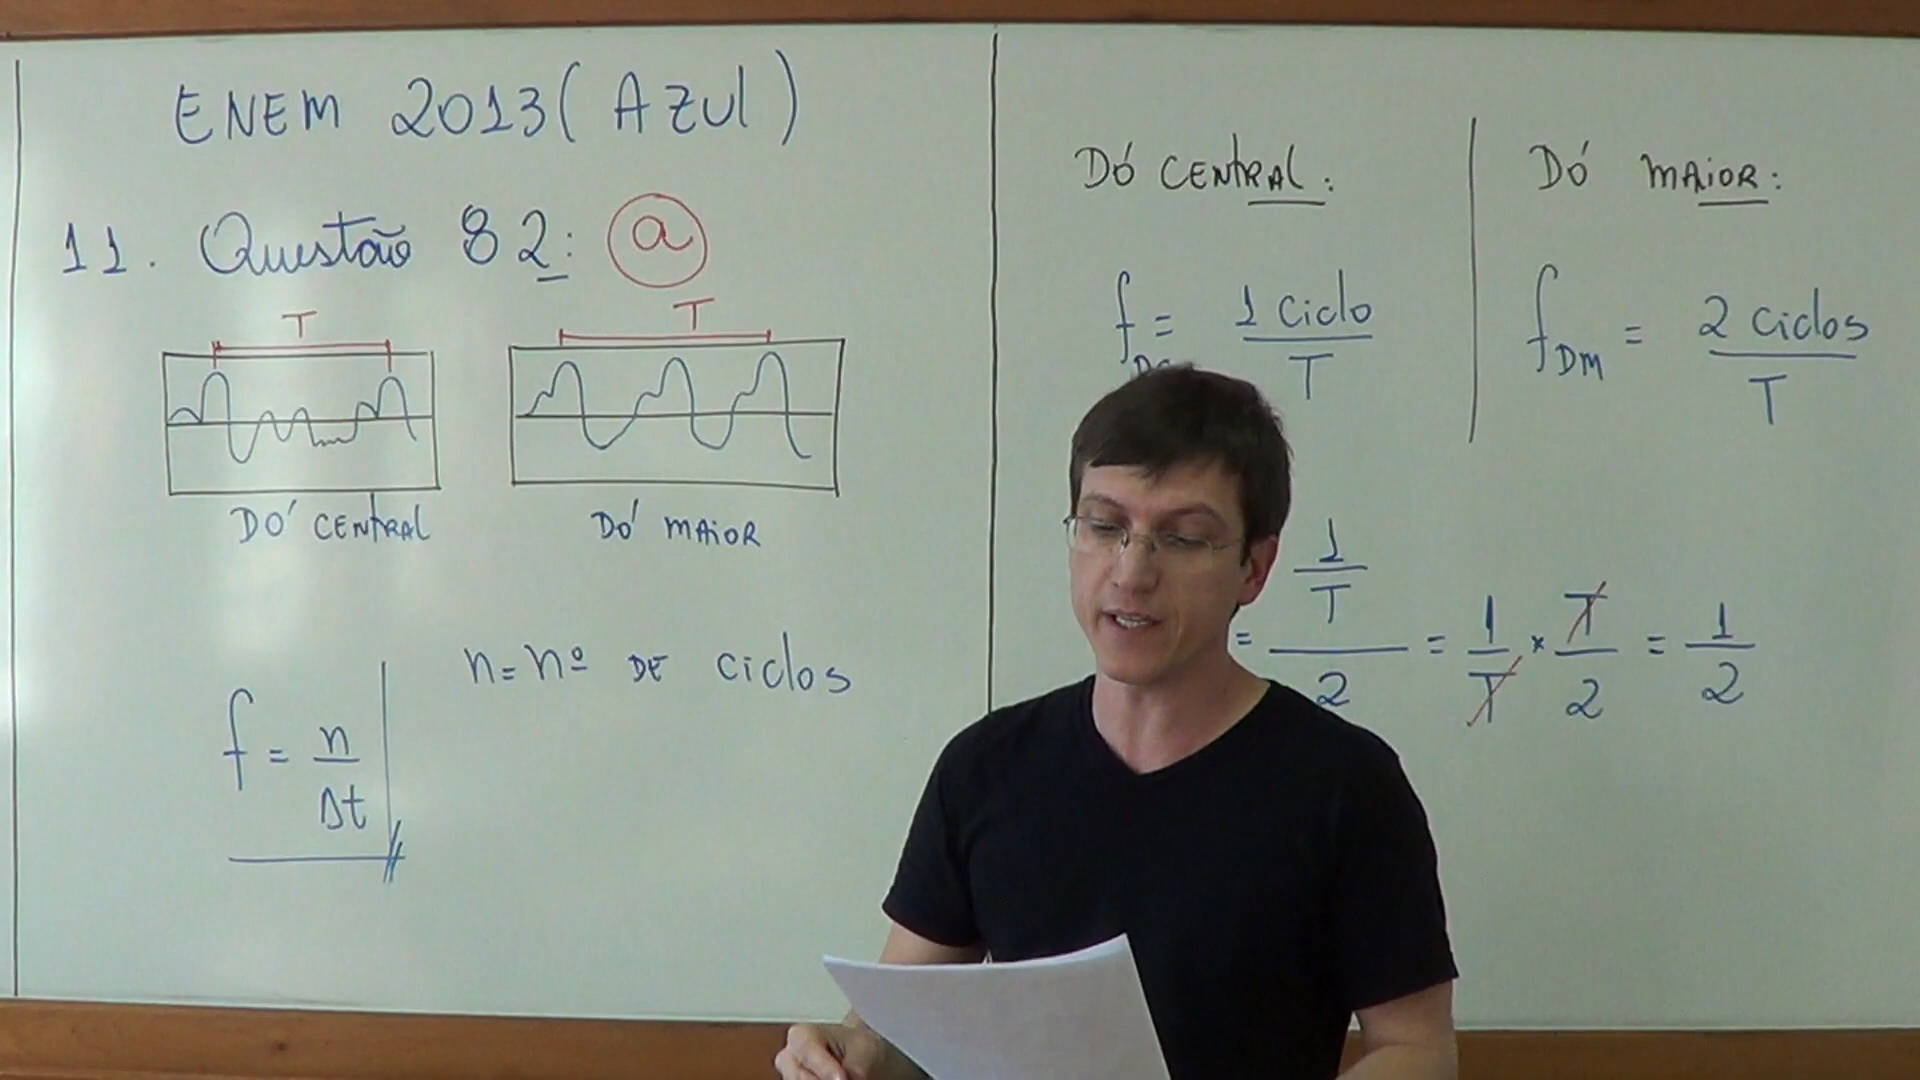 ENEM 2013 (Azul)
11. Questão 82: a
T
T
DÓ CENTRAL
DÓ MAIOR
n = nº DE ciclos
f = n/Δt
DÓ CENTRAL:
f = 1 ciclo/T
DÓ MAIOR:
fDM = 2 ciclos/T
= 1/T/2 = 1/T × T/2 = 1/2